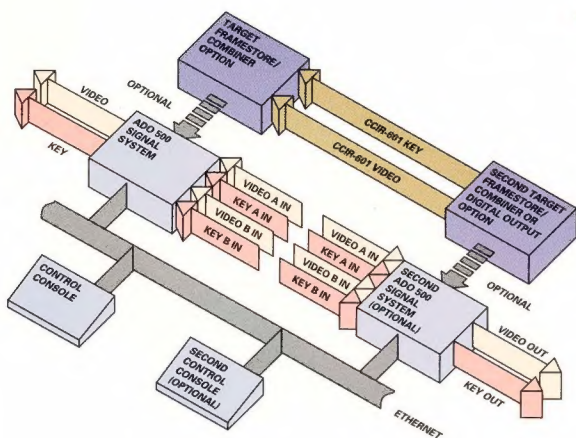 TARGET
FRAMESTORE/
COMBINER
OPTION
OPTIONAL
VIDEO
KEY
ADO 500
SIGNAL
SYSTEM
CCIR-601 KEY
CCIR-601 VIDEO
SECOND TARGET
FRAMESTORE/
COMBINER OR
DIGITAL OUTPUT
OPTION
VIDEO A IN
KEY A IN
VIDEO B IN
KEY B IN
VIDEO A IN
KEY A IN
VIDEO B IN
KEY B IN
OPTIONAL
SECOND
ADO 500
SIGNAL
SYSTEM
(OPTIONAL)
CONTROL
CONSOLE
SECOND
CONTROL
CONSOLE
(OPTIONAL)
VIDEO OUT
KEY OUT
ETHERNET